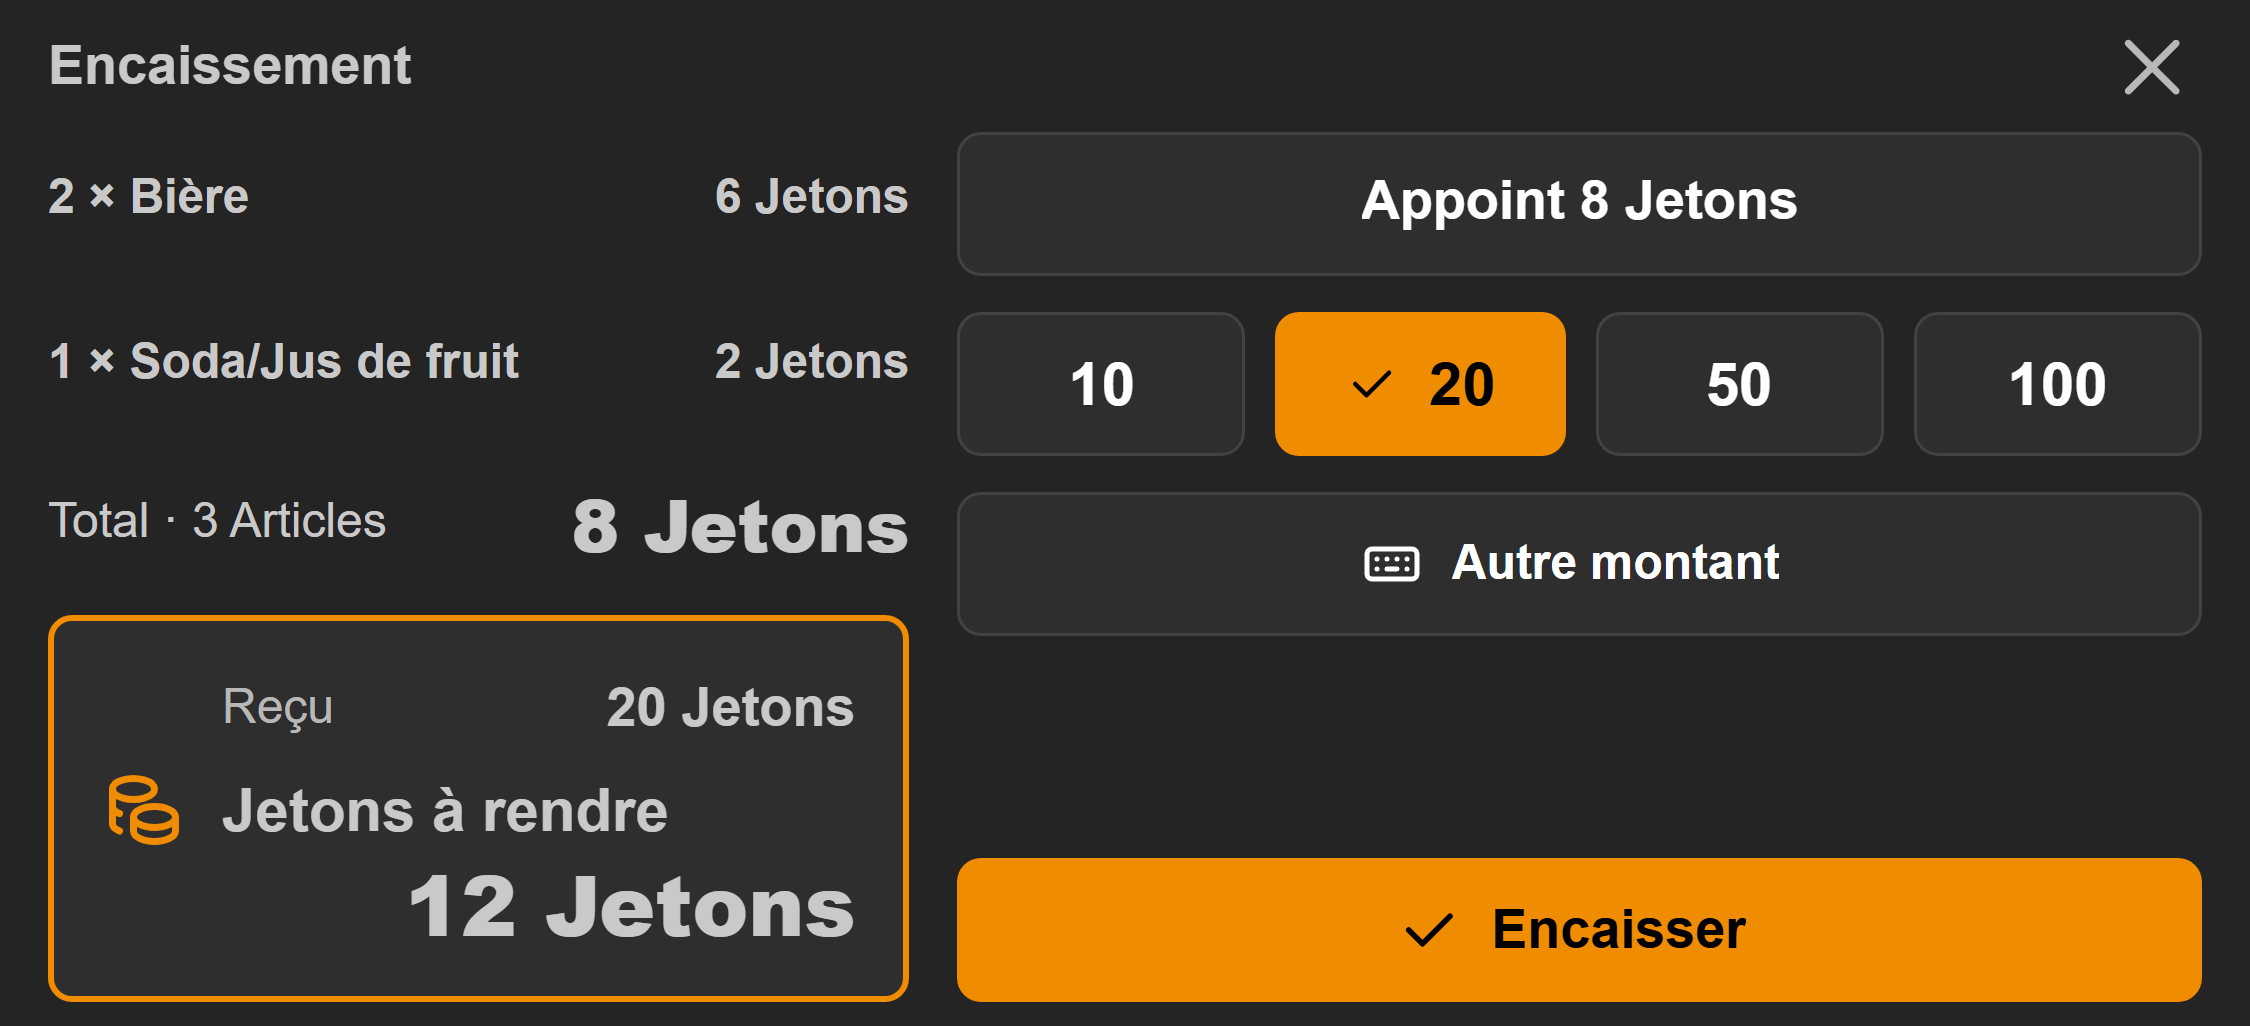 Encaissement
2 × Bière 6 Jetons
1 × Soda/Jus de fruit 2 Jetons
Total · 3 Articles 8 Jetons
Reçu 20 Jetons
Jetons à rendre
12 Jetons
Appoint 8 Jetons
10 20 50 100
Autre montant
Encaisser